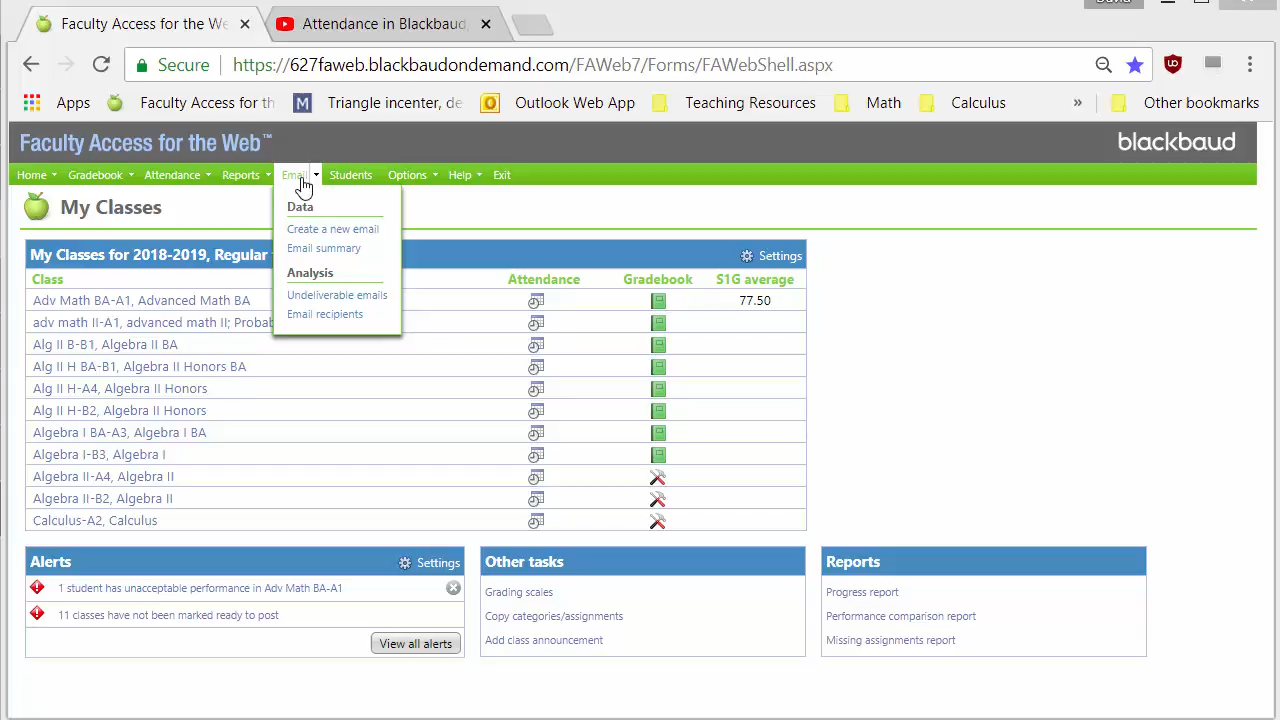 David
Faculty Access for the We
Attendance in Blackbaud,
Secure
https://627faweb.blackbaudondemand.com/FAWeb7/Forms/FAWebShell.aspx
Apps
Faculty Access for th
M
Triangle incenter, de
Outlook Web App
Teaching Resources
Math
Calculus
»
Other bookmarks
Faculty Access for the Web™
blackbaud
Home
Gradebook
Attendance
Reports
Email
Students
Options
Help
Exit
My Classes
Data
Create a new email
Email summary
Analysis
Undeliverable emails
Email recipients
My Classes for 2018-2019, Regular
Settings
Class
Attendance
Gradebook
S1G average
Adv Math BA-A1, Advanced Math BA
77.50
adv math II-A1, advanced math II; Probab
Alg II B-B1, Algebra II BA
Alg II H BA-B1, Algebra II Honors BA
Alg II H-A4, Algebra II Honors
Alg II H-B2, Algebra II Honors
Algebra I BA-A3, Algebra I BA
Algebra I-B3, Algebra I
Algebra II-A4, Algebra II
Algebra II-B2, Algebra II
Calculus-A2, Calculus
Alerts
Settings
1 student has unacceptable performance in Adv Math BA-A1
11 classes have not been marked ready to post
View all alerts
Other tasks
Grading scales
Copy categories/assignments
Add class announcement
Reports
Progress report
Performance comparison report
Missing assignments report